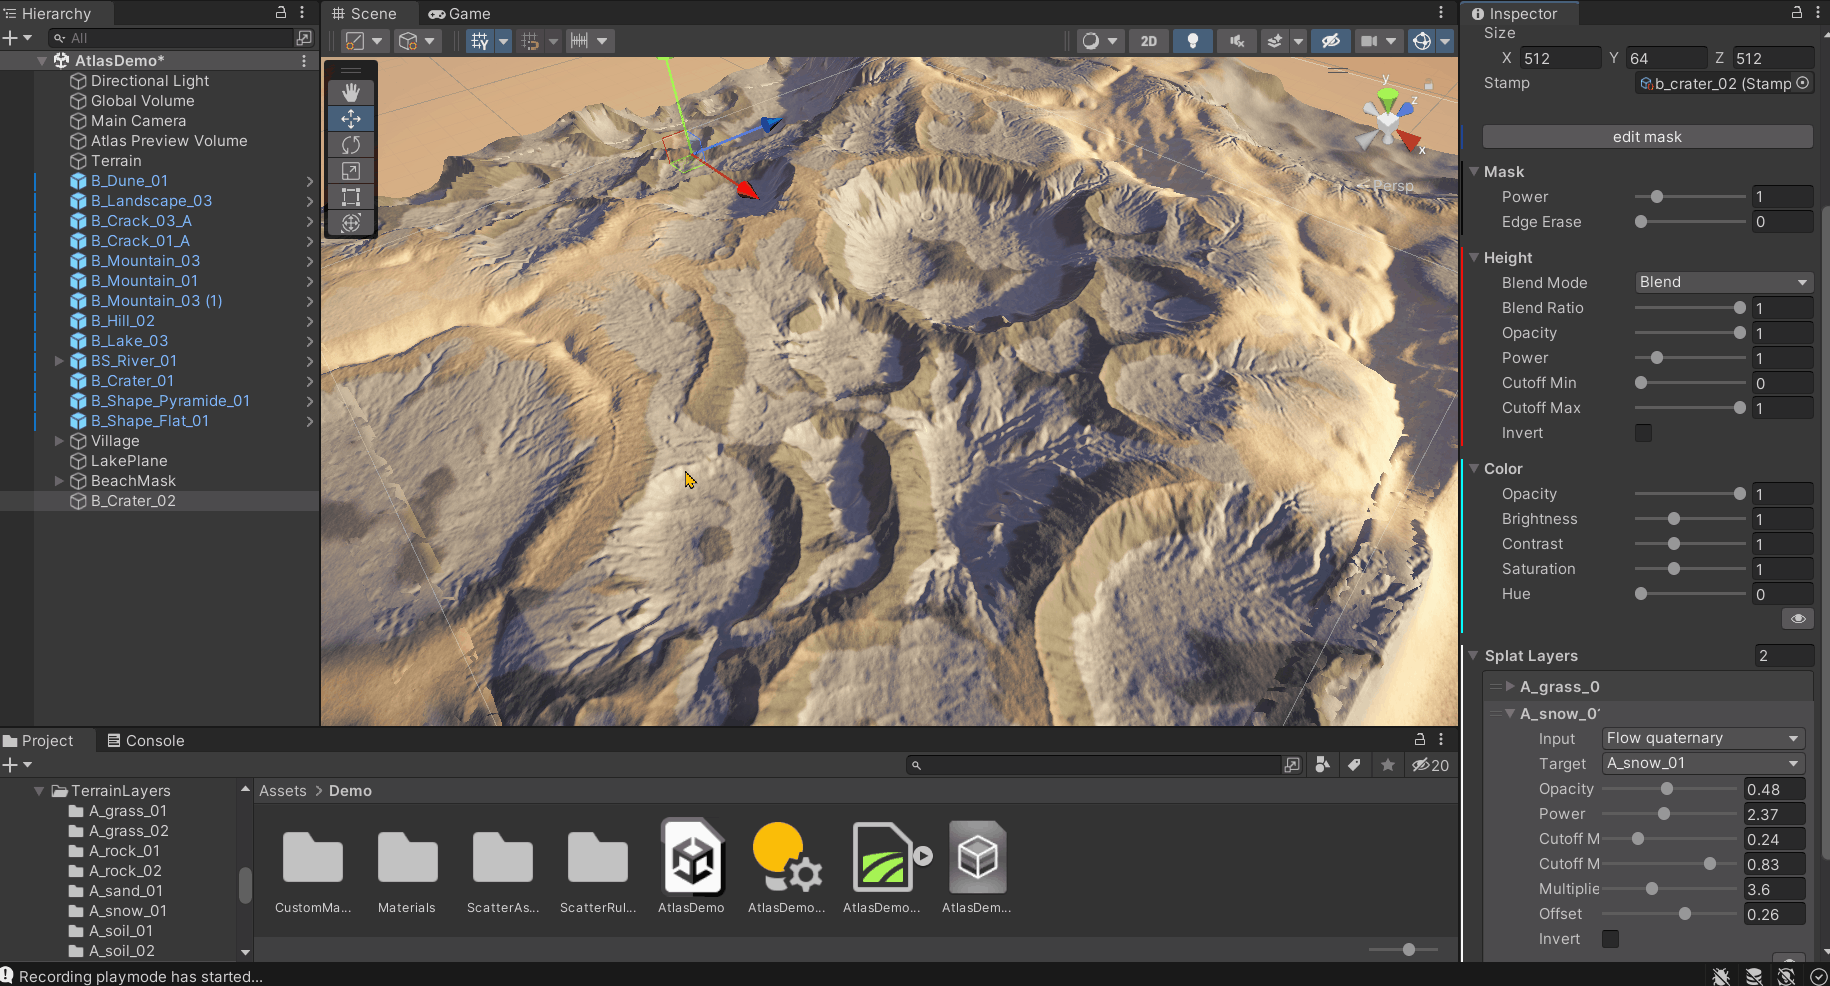 Hierarchy
All
AtlasDemo*
Directional Light
Global Volume
Main Camera
Atlas Preview Volume
Terrain
B_Dune_01
B_Landscape_03
B_Crack_03_A
B_Crack_01_A
B_Mountain_03
B_Mountain_01
B_Mountain_03 (1)
B_Hill_02
B_Lake_03
BS_River_01
B_Crater_01
B_Shape_Pyramide_01
B_Shape_Flat_01
Village
LakePlane
BeachMask
B_Crater_02
Scene
Game
2D
y
z
x
Persp
Inspector
Size
X 512 Y 64 Z 512
Stamp b_crater_02 (Stamp
edit mask
Mask
Power 1
Edge Erase 0
Height
Blend Mode Blend
Blend Ratio 1
Opacity 1
Power 1
Cutoff Min 0
Cutoff Max 1
Invert
Color
Opacity 1
Brightness 1
Contrast 1
Saturation 1
Hue 0
Splat Layers 2
A_grass_0
A_snow_01
Input Flow quaternary
Target A_snow_01
Opacity 0.48
Power 2.37
Cutoff M 0.24
Cutoff M 0.83
Multiplie 3.6
Offset 0.26
Invert
Project
Console
20
TerrainLayers
A_grass_01
A_grass_02
A_rock_01
A_rock_02
A_sand_01
A_snow_01
A_soil_01
A_soil_02
Assets > Demo
CustomMa...
Materials
ScatterAs...
ScatterRul...
AtlasDemo
AtlasDemo...
AtlasDemo...
AtlasDem...
Recording playmode has started...